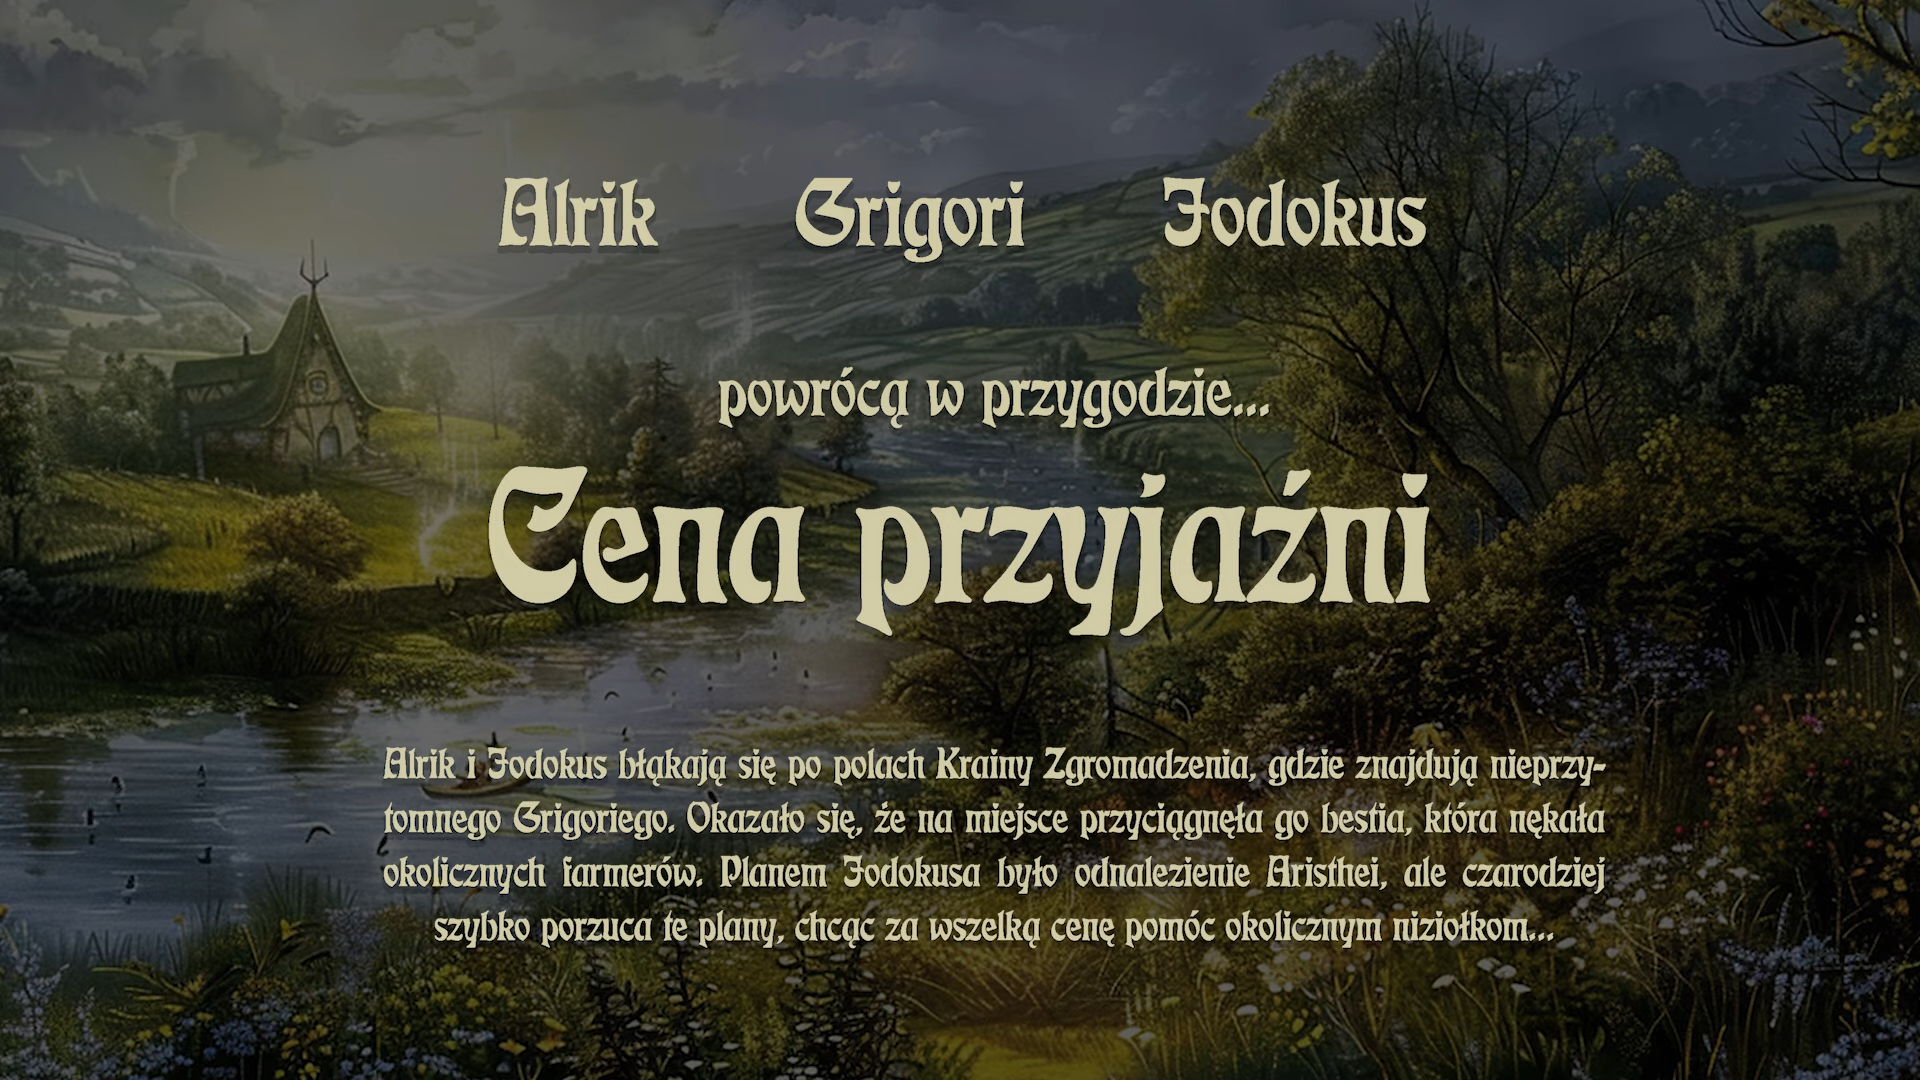 Alrik Grigori Jodokus
powrócą w przygodzie...
Cena przyjaźni
Alrik i Jodokus błąkają się po polach Krainy Zgromadzenia, gdzie znajdują nieprzy-
tomnego Grigoriego. Okazało się, że na miejsce przyciągnęła go bestia, która nękała
okolicznych farmerów. Planem Jodokusa było odnalezienie Aristhei, ale czarodziej
szybko porzuca te plany, chcąc za wszelką cenę pomóc okolicznym niziołkom...